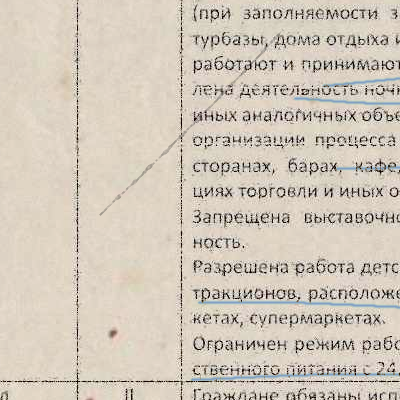 (при заполняемости з
турбазы, дома отдыха и
работают и принимают
лена деятельность ночн
иных аналогичных объе
организации процесса
сторанах, барах, кафе,
циях торговли и иных о
Запрещена выставочно
ность.
Разрешена работа детс
тракционов, расположе
кетах, супермаркетах.
Ограничен режим рабо
ственного питания с 24.
II Граждане обязаны исп